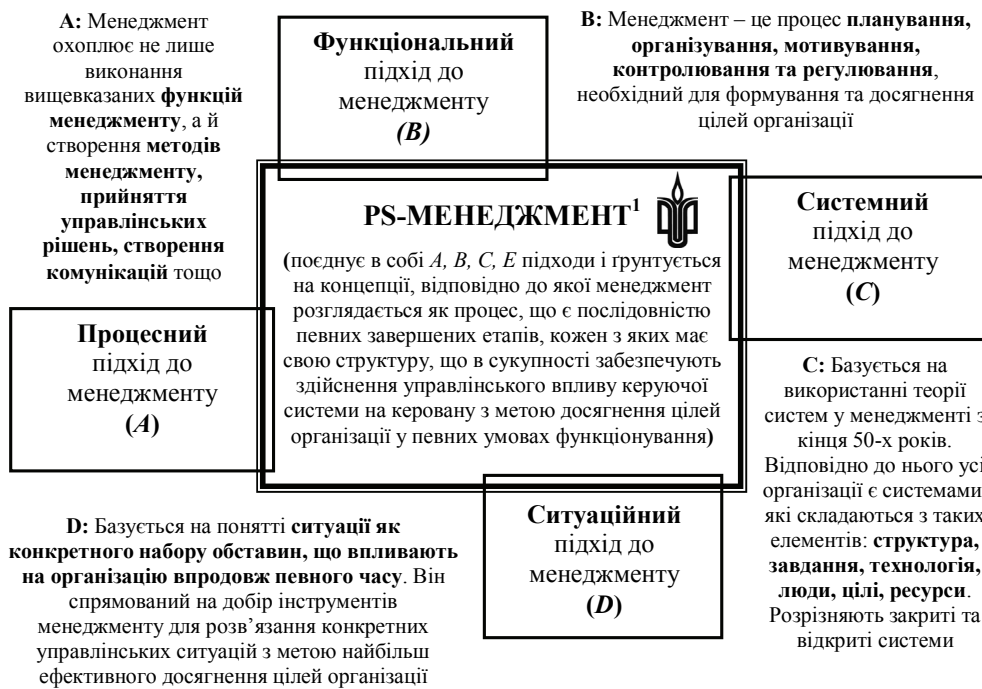 А: Менеджмент
охоплює не лише
виконання
вищевказаних функцій
менеджменту, а й
створення методів
менеджменту,
прийняття
управлінських
рішень, створення
комунікацій тощо
Функціональний
підхід до
менеджменту
(В)
В: Менеджмент – це процес планування,
організування, мотивування,
контролювання та регулювання,
необхідний для формування та досягнення
цілей організації
PS-МЕНЕДЖМЕНТ¹
(поєднує в собі А, В, С, Е підходи і ґрунтується
на концепції, відповідно до якої менеджмент
розглядається як процес, що є послідовністю
певних завершених етапів, кожен з яких має
свою структуру, що в сукупності забезпечують
здійснення управлінського впливу керуючої
системи на керовану з метою досягнення цілей
організації у певних умовах функціонування)
Системний
підхід до
менеджменту
(С)
Процесний
підхід до
менеджменту
(А)
С: Базується на
використанні теорії
систем у менеджменті з
кінця 50-х років.
Відповідно до нього усі
організації є системами
які складаються з таких
елементів: структура,
завдання, технологія,
люди, цілі, ресурси.
Розрізняють закриті та
відкриті системи
Ситуаційний
підхід до
менеджменту
(D)
D: Базується на понятті ситуації як
конкретного набору обставин, що впливають
на організацію впродовж певного часу. Він
спрямований на добір інструментів
менеджменту для розв’язання конкретних
управлінських ситуацій з метою найбільш
ефективного досягнення цілей організації